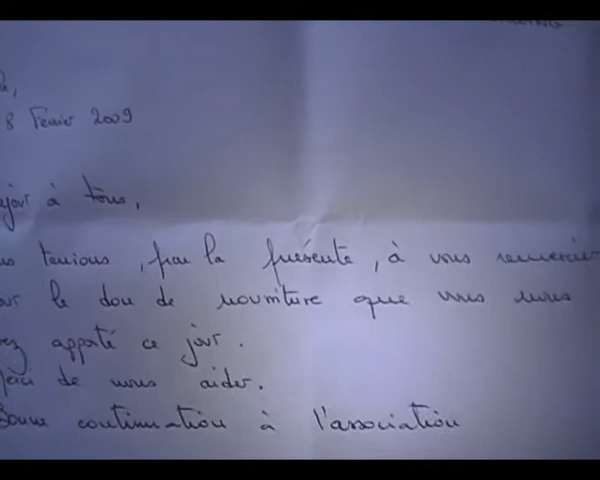 8 Février 2009
à tous,
tenions, par la présente, à vous remercier
le don de nourriture que vous nous
apporté ce jour.
de nous aider.
Bonne continuation à l'association